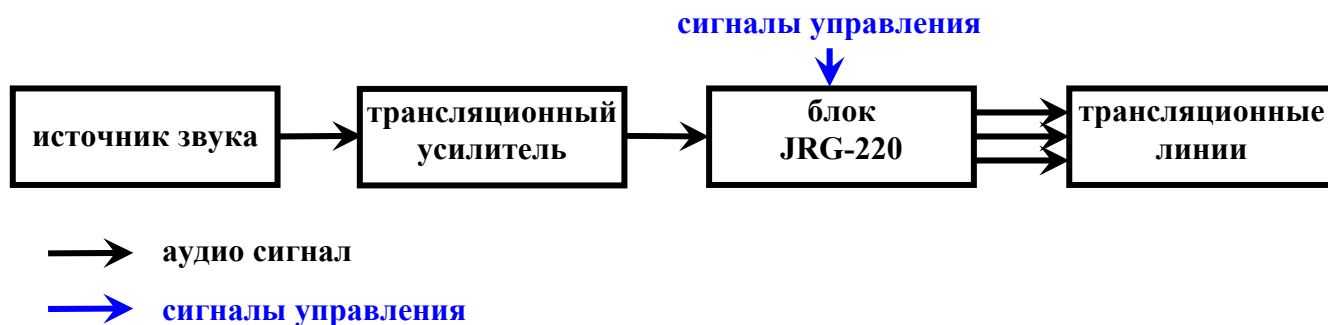 сигналы управления
источник звука
трансляционный
усилитель
блок
JRG-220
трансляционные
линии
аудио сигнал
сигналы управления